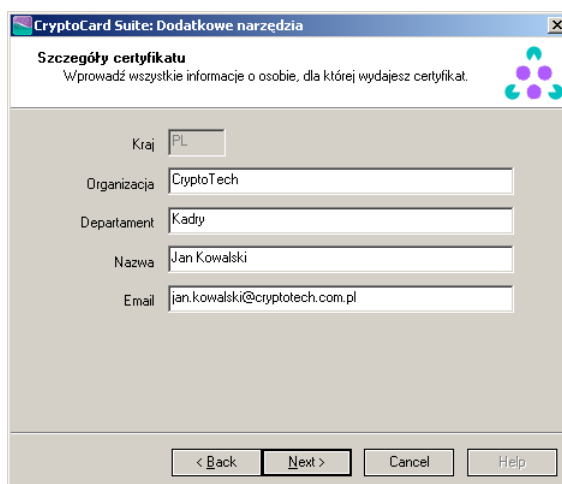 CryptoCard Suite: Dodatkowe narzędzia
Szczegóły certyfikatu
Wprowadź wszystkie informacje o osobie, dla której wydajesz certyfikat.
Kraj PL
Organizacja CryptoTech
Departament Kadry
Nazwa Jan Kowalski
Email jan.kowalski@cryptotech.com.pl
< Back Next > Cancel Help